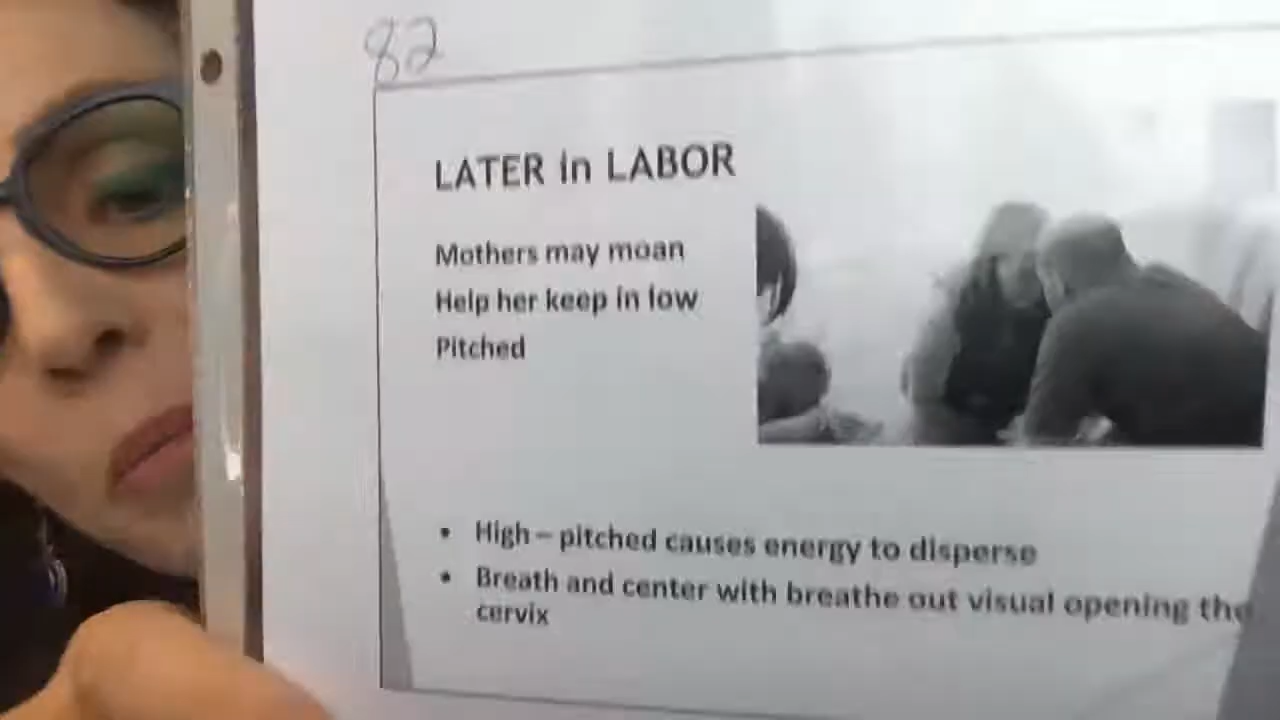 82
LATER in LABOR
Mothers may moan
Help her keep in low
Pitched
• High – pitched causes energy to disperse
• Breath and center with breathe out visual opening the
cervix